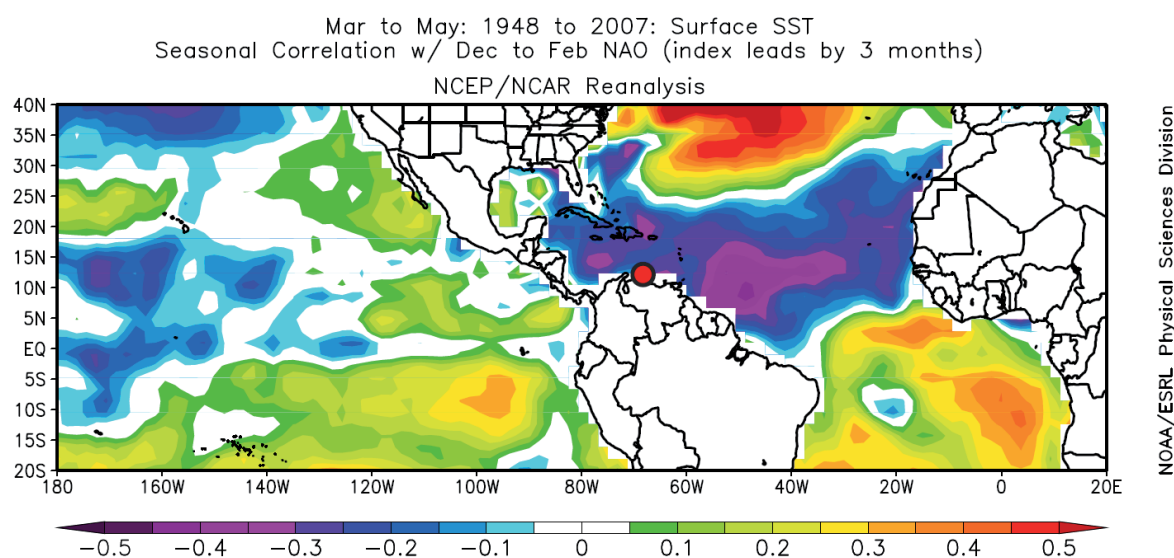 Mar to May: 1948 to 2007: Surface SST
Seasonal Correlation w/ Dec to Feb NAO (index leads by 3 months)
NCEP/NCAR Reanalysis
40N
35N
30N
25N
20N
15N
10N
5N
EQ
5S
10S
15S
20S
180 160W 140W 120W 100W 80W 60W 40W 20W 0 20E
−0.5 −0.4 −0.3 −0.2 −0.1 0 0.1 0.2 0.3 0.4 0.5
NOAA/ESRL Physical Sciences Division